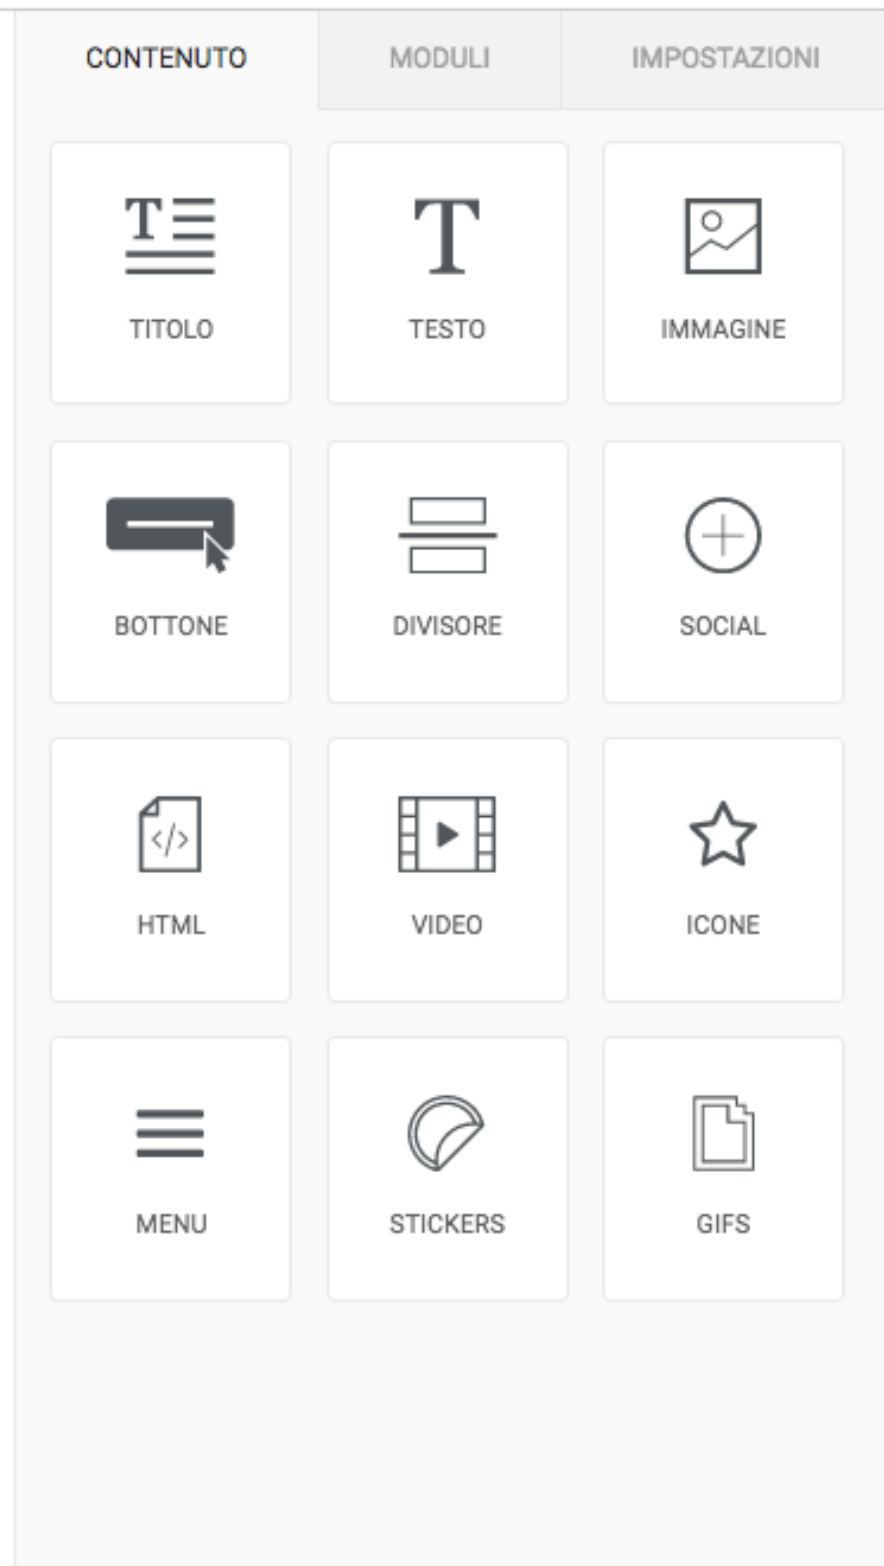 CONTENUTO MODULI IMPOSTAZIONI
TITOLO TESTO IMMAGINE
BOTTONE DIVISORE SOCIAL
HTML VIDEO ICONE
MENU STICKERS GIFS